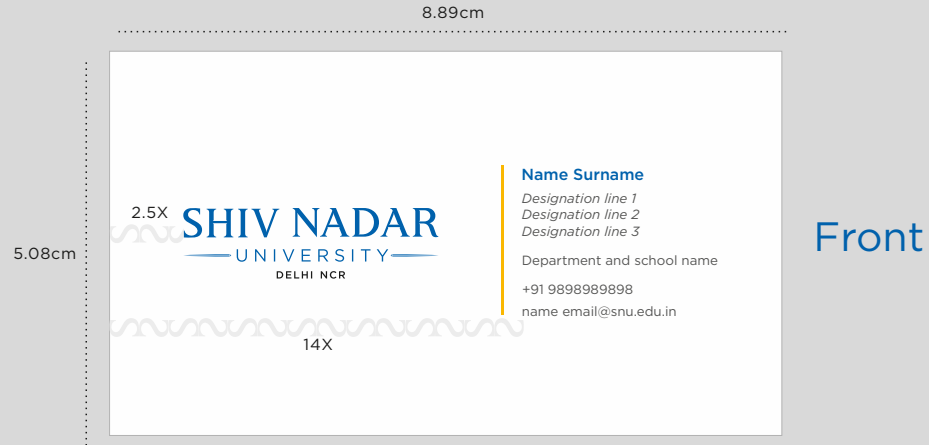 8.89cm
5.08cm
2.5X
SHIV NADAR
UNIVERSITY
DELHI NCR
14X
Name Surname
Designation line 1
Designation line 2
Designation line 3
Department and school name
+91 9898989898
name email@snu.edu.in
Front